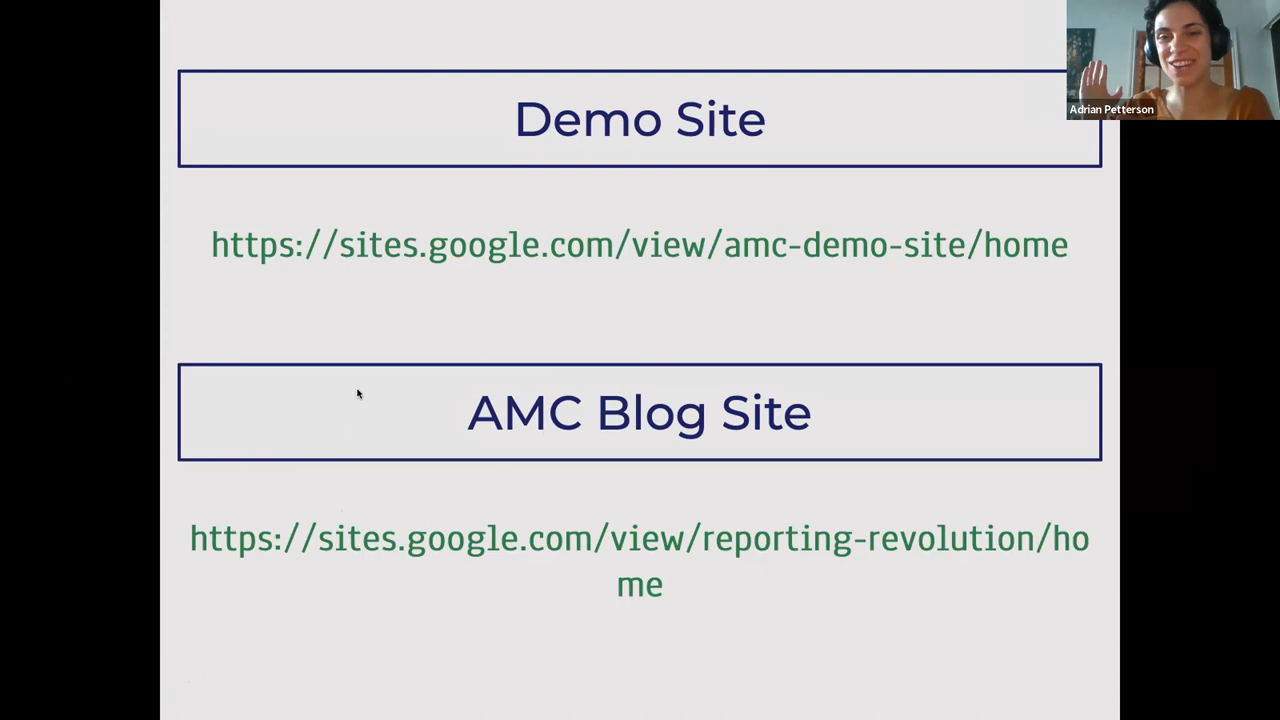 Demo Site
Adrian Petterson
https://sites.google.com/view/amc-demo-site/home
AMC Blog Site
https://sites.google.com/view/reporting-revolution/ho
me